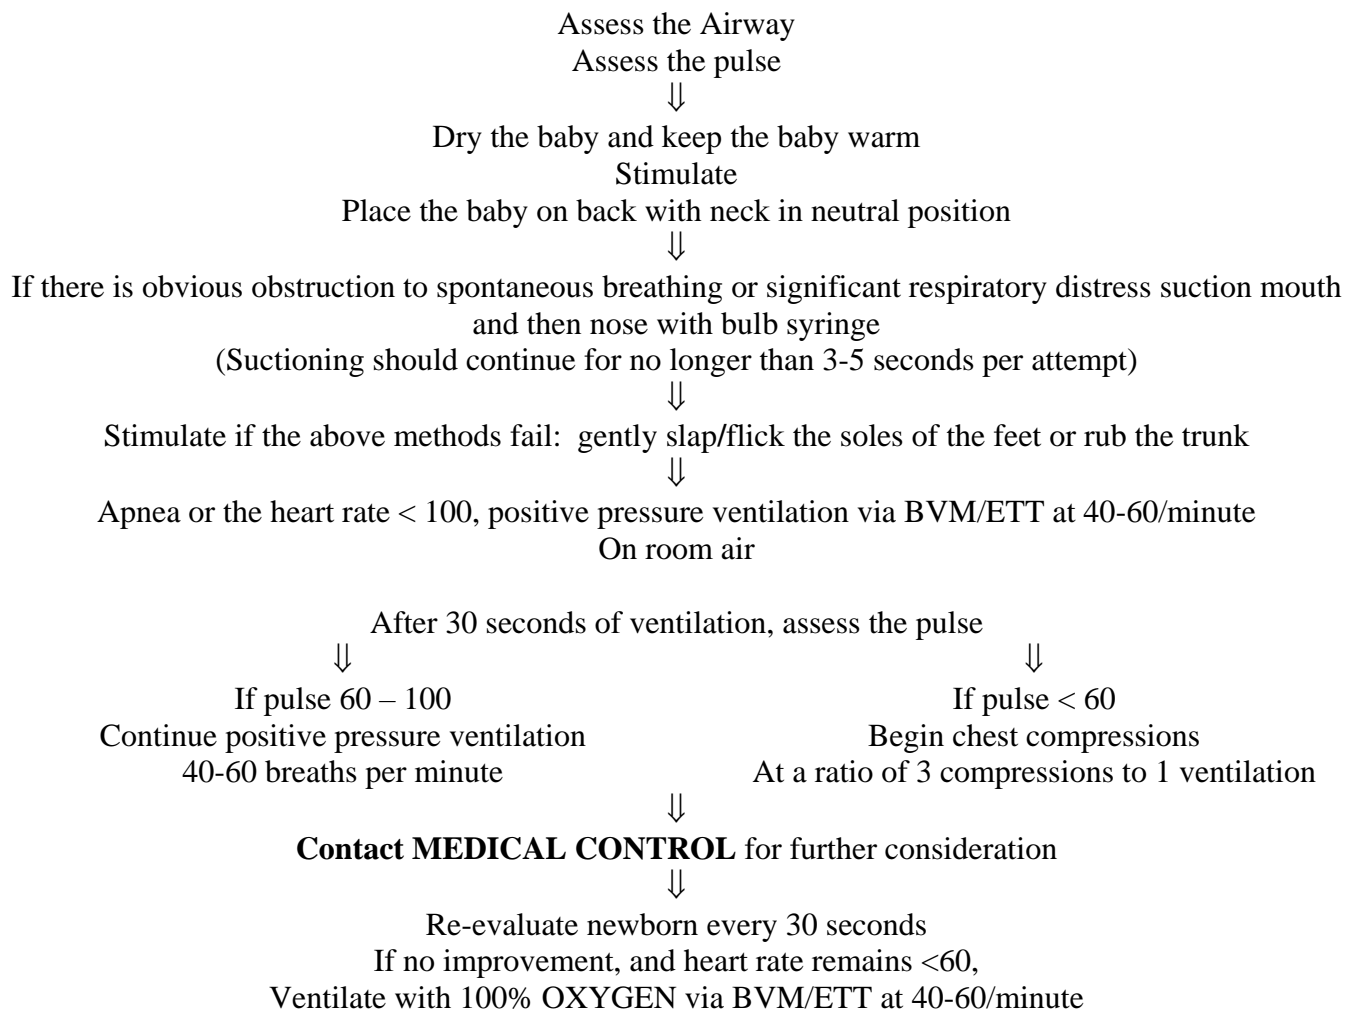 Assess the Airway
Assess the pulse
⇓
Dry the baby and keep the baby warm
Stimulate
Place the baby on back with neck in neutral position
⇓
If there is obvious obstruction to spontaneous breathing or significant respiratory distress suction mouth
and then nose with bulb syringe
(Suctioning should continue for no longer than 3-5 seconds per attempt)
⇓
Stimulate if the above methods fail:  gently slap/flick the soles of the feet or rub the trunk
⇓
Apnea or the heart rate < 100, positive pressure ventilation via BVM/ETT at 40-60/minute
On room air
After 30 seconds of ventilation, assess the pulse
⇓ ⇓
If pulse 60 – 100
Continue positive pressure ventilation
40-60 breaths per minute
If pulse < 60
Begin chest compressions
At a ratio of 3 compressions to 1 ventilation
⇓
Contact MEDICAL CONTROL for further consideration
⇓
Re-evaluate newborn every 30 seconds
If no improvement, and heart rate remains <60,
Ventilate with 100% OXYGEN via BVM/ETT at 40-60/minute